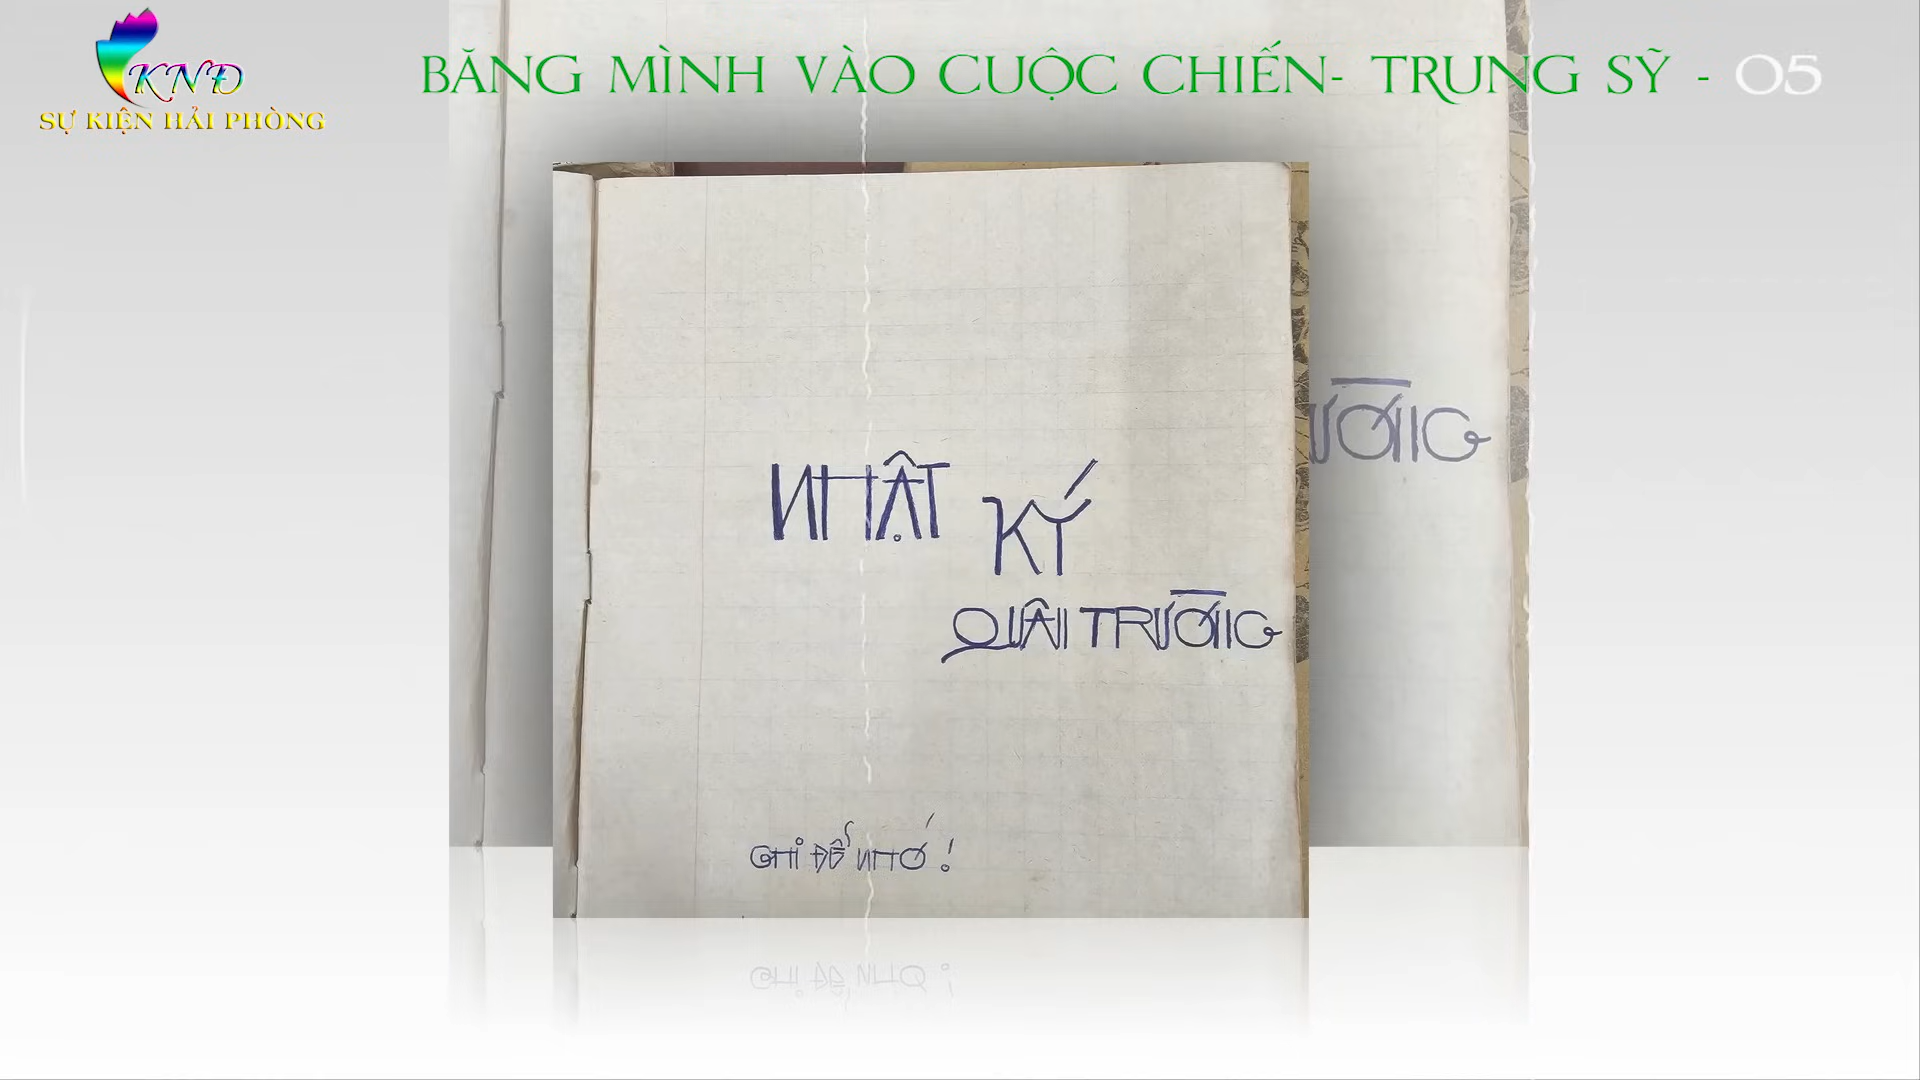 KNĐ
SỰ KIỆN HẢI PHÒNG
BĂNG MÌNH VÀO CUỘC CHIẾN- TRUNG SỸ - 05
NHẬT
KÝ
QUÂN TRƯỜNG
GHI ĐỂ NHỚ!